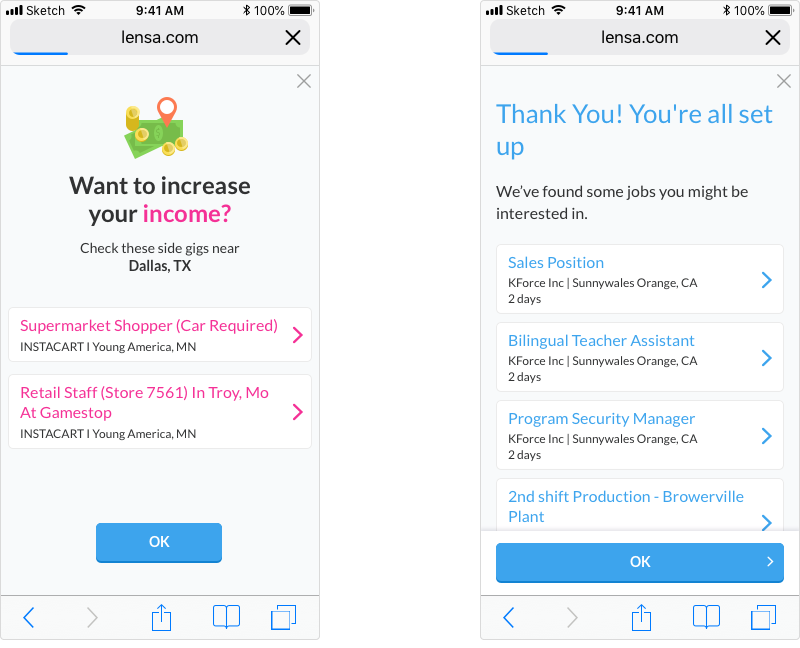 Sketch 9:41 AM 100%
lensa.com
Want to increase
your income?
Check these side gigs near
Dallas, TX
Supermarket Shopper (Car Required)
INSTACART I Young America, MN
Retail Staff (Store 7561) In Troy, Mo
At Gamestop
INSTACART I Young America, MN
OK
Sketch 9:41 AM 100%
lensa.com
Thank You! You're all set
up
We’ve found some jobs you might be
interested in.
Sales Position
KForce Inc | Sunnywales Orange, CA
2 days
Bilingual Teacher Assistant
KForce Inc | Sunnywales Orange, CA
2 days
Program Security Manager
KForce Inc | Sunnywales Orange, CA
2 days
2nd shift Production - Browerville
Plant
OK